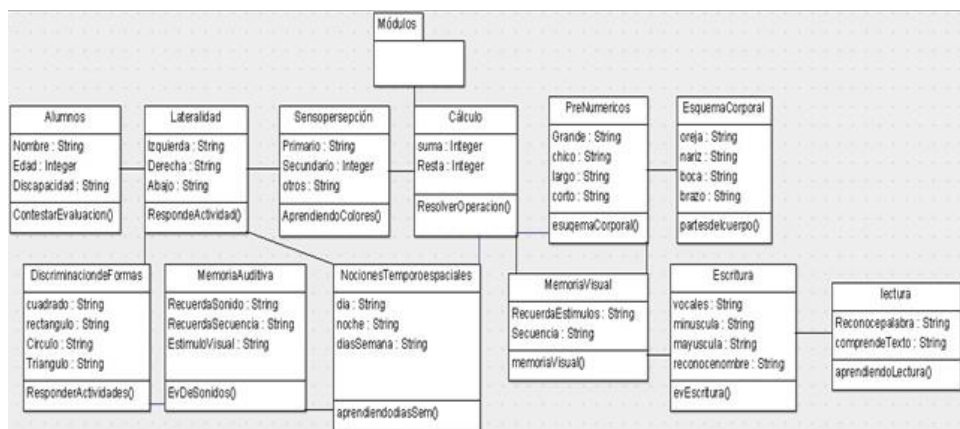 Módulos
Alumnos
Nombre : String
Edad : Integer
Discapacidad : String
ContestarEvaluacion()
Lateralidad
Izquierda : String
Derecha : String
Abajo : String
RespondeActividad()
Sensopersepción
Primario : String
Secundario : Integer
otros : String
AprendiendoColores()
Cálculo
suma : Integer
Resta : Integer
ResolverOperacion()
PreNumericos
Grande : String
chico : String
largo : String
corto : String
esuqemaCorporal()
EsquemaCorporal
oreja : String
nariz : String
boca : String
brazo : String
partesdelcuerpo()
DiscriminaciondeFormas
cuadrado : String
rectangulo : String
Circulo : String
Triangulo : String
ResponderActividades()
MemoriaAuditiva
RecuerdaSonido : String
RecuerdaSecuencia : String
EstimuloVisual : String
EvDeSonidos()
NocionesTemporoespaciales
dia : String
noche : String
diasSemana : String
aprendiendodiasSem()
MemoriaVisual
RecuerdaEstimulos : String
Secuencia : String
memoriaVisual()
Escritura
vocales : String
minuscula : String
mayuscula : String
reconocenombre : String
evEscritura()
lectura
Reconocepalabra : String
comprendeTexto : String
aprendiendoLectura()